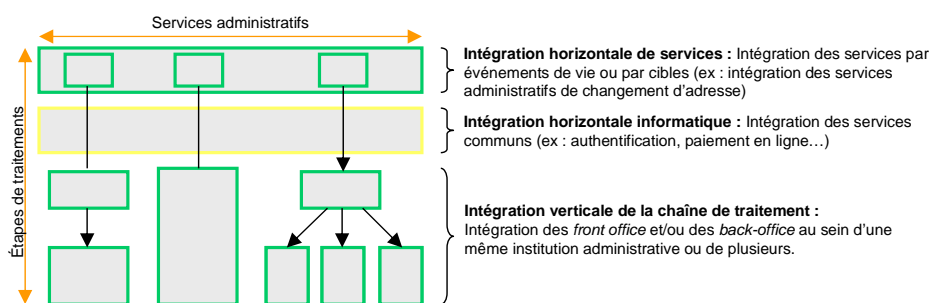 Services administratifs
Étapes de traitements
Intégration horizontale de services : Intégration des services par
événements de vie ou par cibles (ex : intégration des services
administratifs de changement d'adresse)
Intégration horizontale informatique : Intégration des services
communs (ex : authentification, paiement en ligne…)
Intégration verticale de la chaîne de traitement :
Intégration des front office et/ou des back-office au sein d'une
même institution administrative ou de plusieurs.